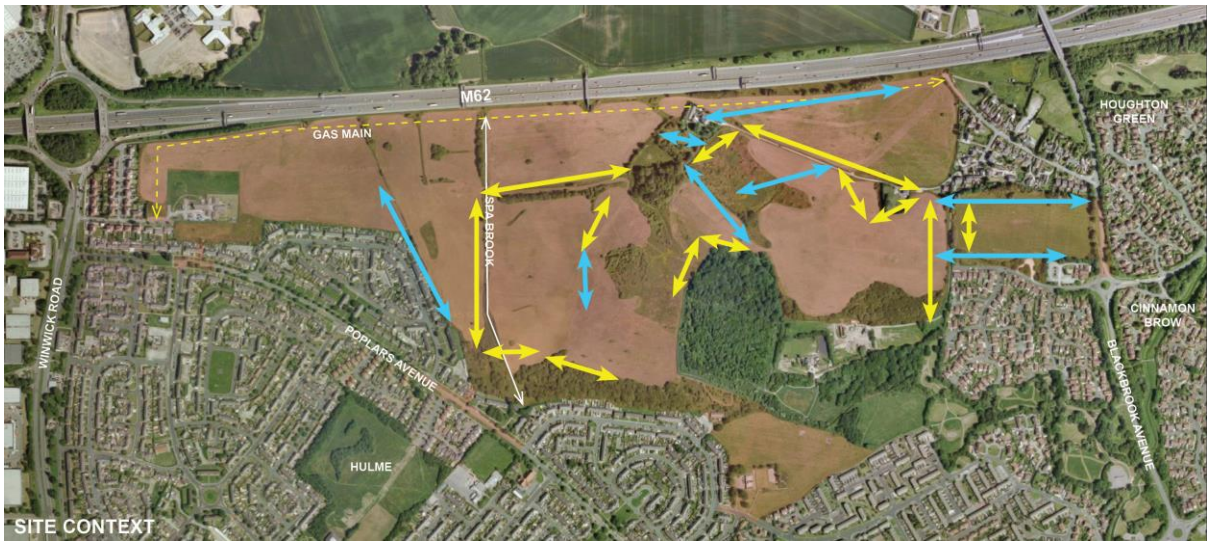 M62
GAS MAIN
HOUGHTON
GREEN
SPA BROOK
WINWICK ROAD
POPLARS AVENUE
CINNAMON
BROW
BLACKBROOK AVENUE
HULME
SITE CONTEXT